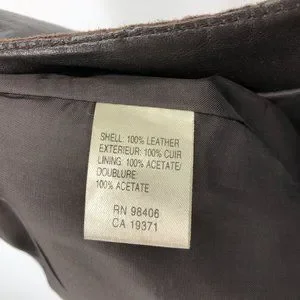 SHELL: 100% LEATHER
EXTERIEUR: 100% CUIR
LINING: 100% ACETATE/
DOUBLURE:
100% ACETATE
RN 98406
CA 19371